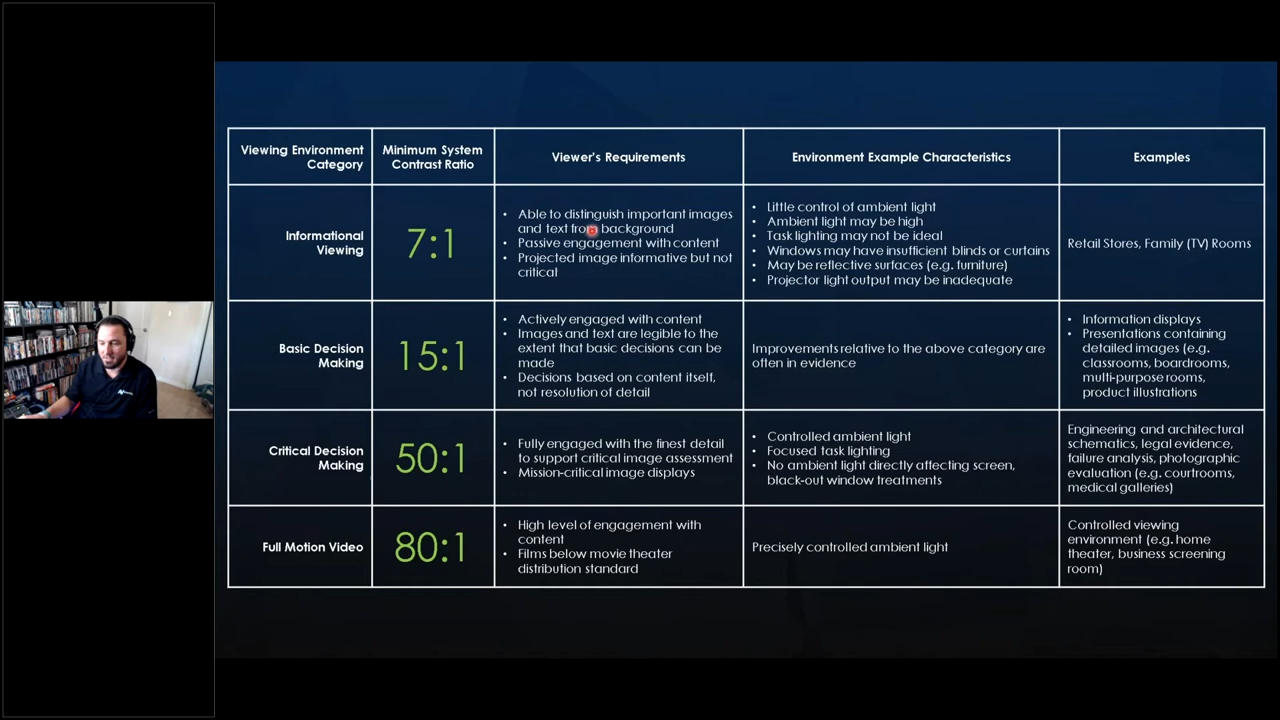 Viewing Environment
Category
Minimum System
Contrast Ratio
Viewer's Requirements
Environment Example Characteristics
Examples
Informational
Viewing
7:1
• Able to distinguish important images
and text from background
• Passive engagement with content
• Projected image informative but not
critical
• Little control of ambient light
• Ambient light may be high
• Task lighting may not be ideal
• Windows may have insufficient blinds or curtains
• May be reflective surfaces (e.g. furniture)
• Projector light output may be inadequate
Retail Stores, Family (TV) Rooms
Basic Decision
Making
15:1
• Actively engaged with content
• Images and text are legible to the
extent that basic decisions can be
made
• Decisions based on content itself,
not resolution of detail
Improvements relative to the above category are
often in evidence
• Information displays
• Presentations containing
detailed images (e.g.
classrooms, boardrooms,
multi-purpose rooms,
product illustrations
Critical Decision
Making
50:1
• Fully engaged with the finest detail
to support critical image assessment
• Mission-critical image displays
• Controlled ambient light
• Focused task lighting
• No ambient light directly affecting screen,
black-out window treatments
Engineering and architectural
schematics, legal evidence,
failure analysis, photographic
evaluation (e.g. courtrooms,
medical galleries)
Full Motion Video
80:1
• High level of engagement with
content
• Films below movie theater
distribution standard
Precisely controlled ambient light
Controlled viewing
environment (e.g. home
theater, business screening
room)